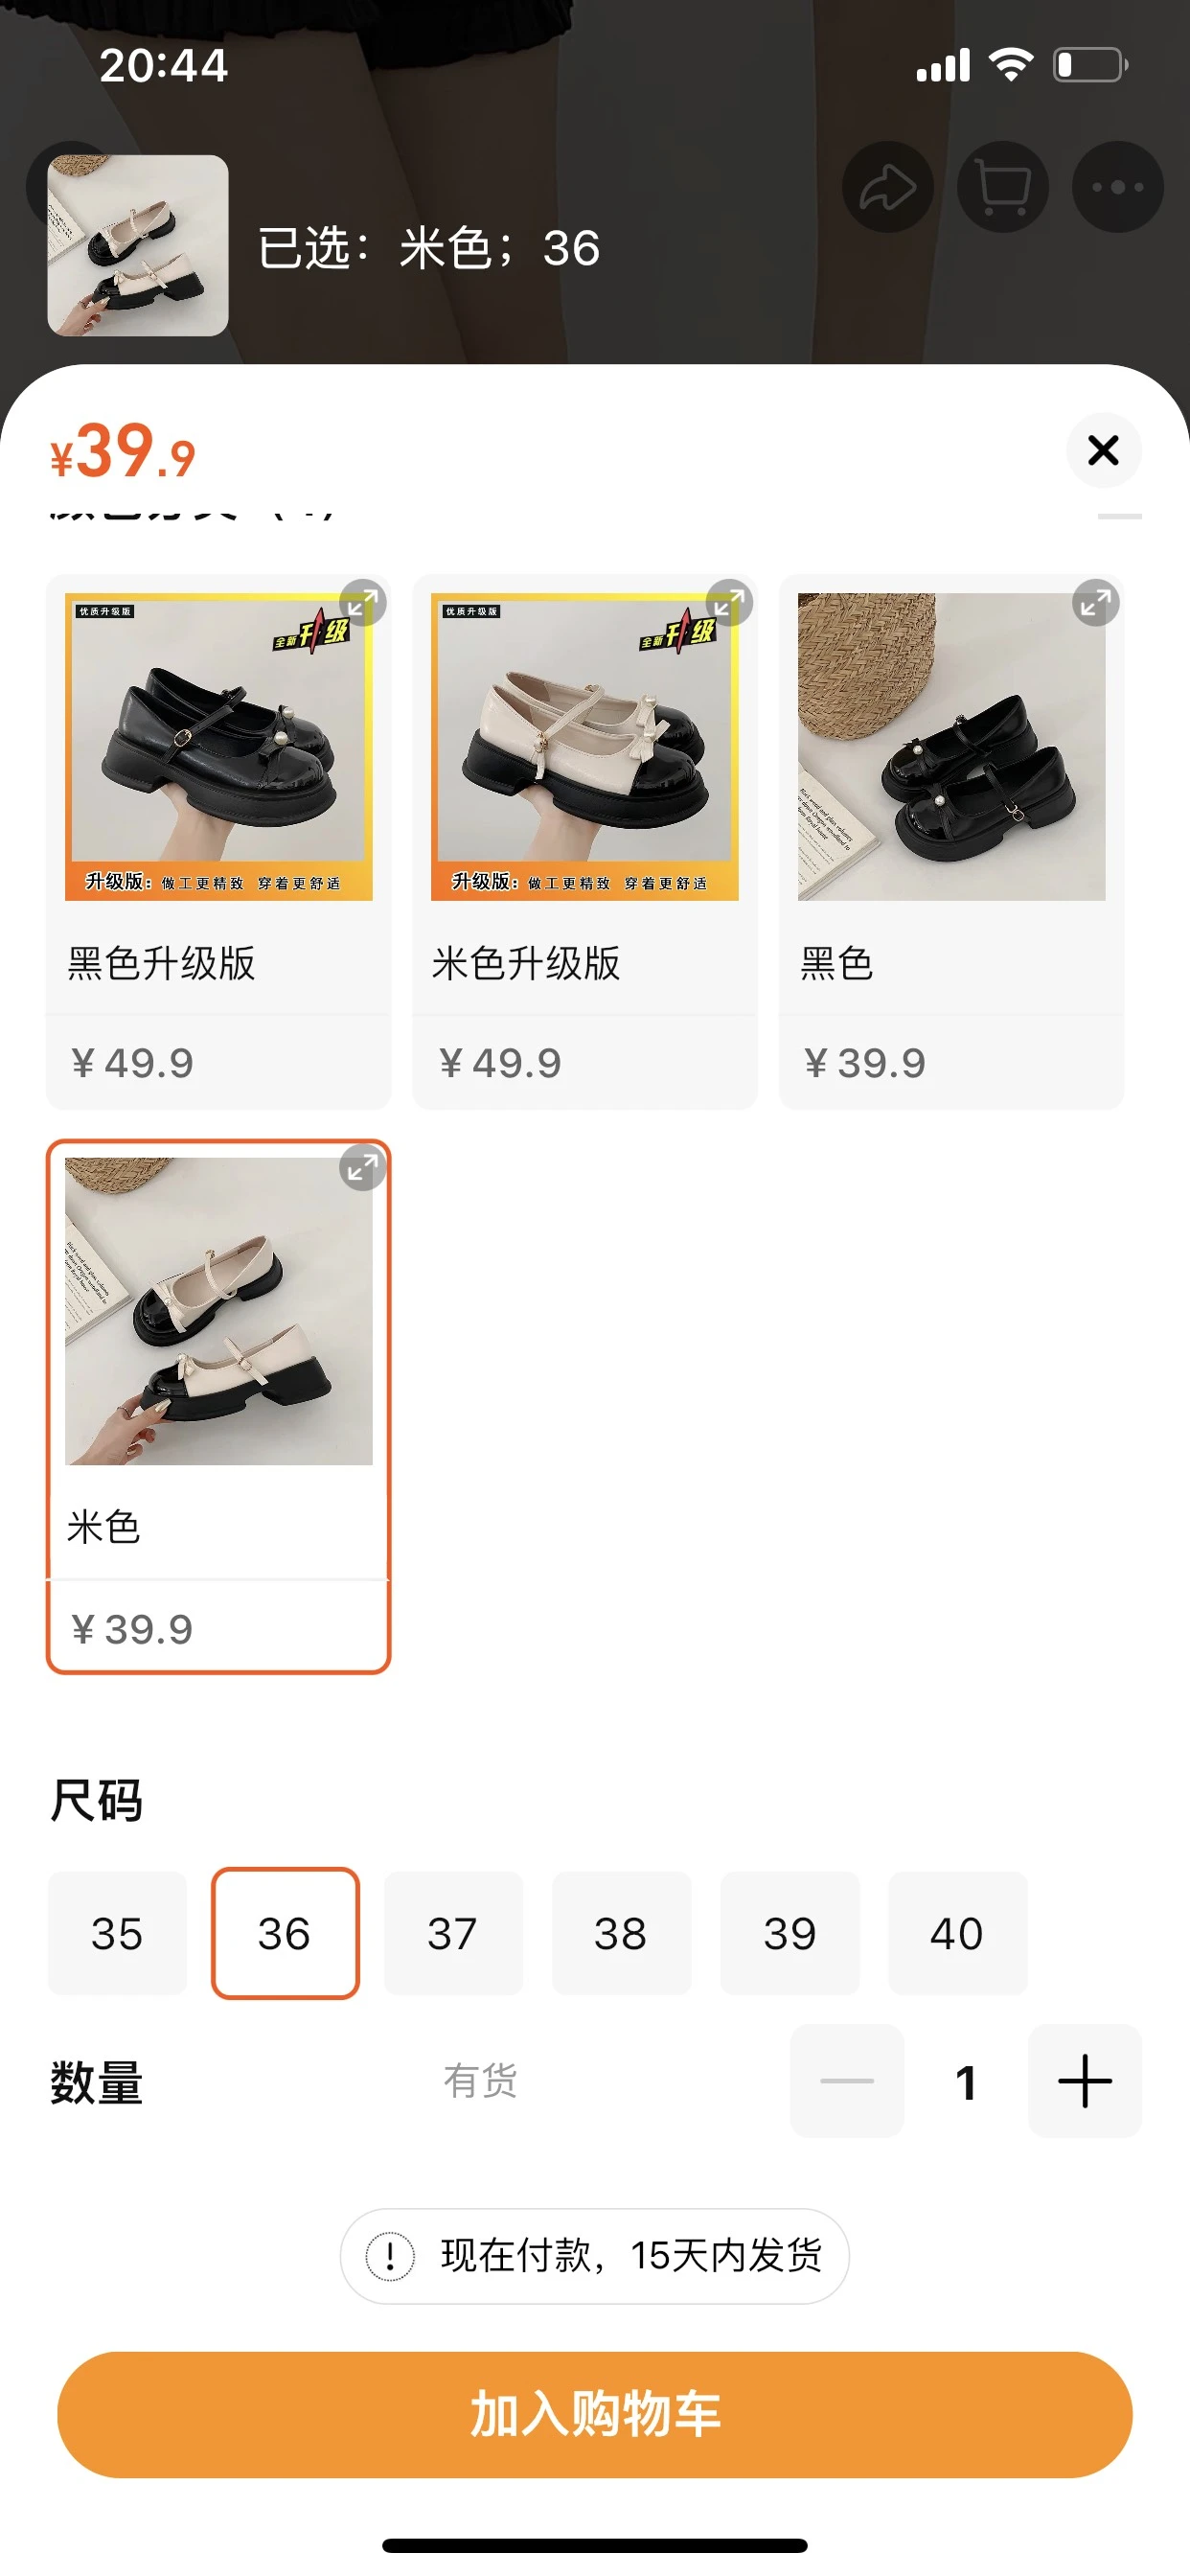 20:44
已选：米色；36
¥39.9
优质升级版
全新升级
升级版：做工更精致 穿着更舒适
优质升级版
全新升级
升级版：做工更精致 穿着更舒适
黑色升级版
米色升级版
黑色
¥49.9
¥49.9
¥39.9
米色
¥39.9
尺码
35
36
37
38
39
40
数量
有货
1
! 现在付款，15天内发货
加入购物车